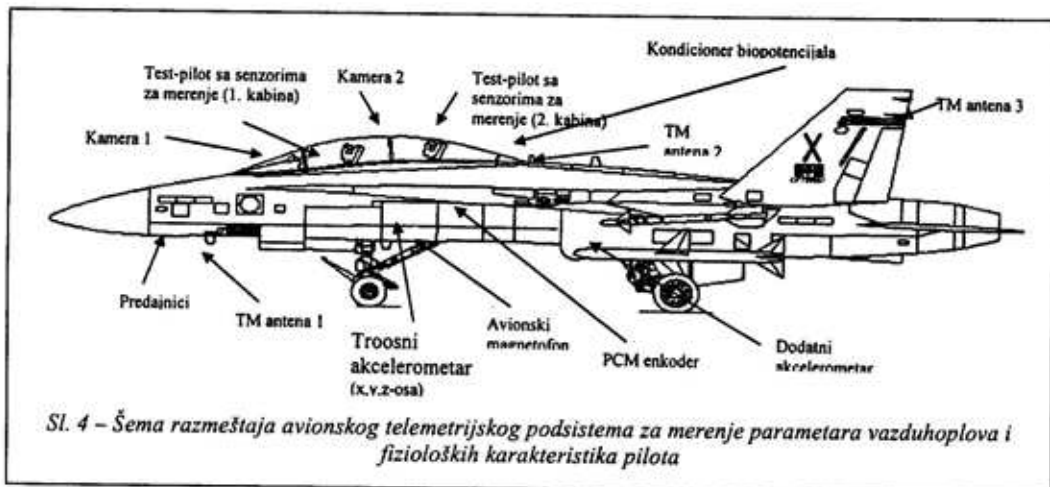 Kondicioner biopotencijala
Test-pilot sa senzorima
za merenje (1. kabina)
Kamera 2
Test-pilot sa
senzorima za
merenje (2. kabina)
TM antena 3
Kamera 1
TM
antena 2
X
Predajnici
TM antena 1
Troosni
akcelerometar
(x,y,z-osa)
Avionski
magnetofon
PCM enkoder
Dodatni
akcelerometar
Sl. 4 – Šema razmeštaja avionskog telemetrijskog podsistema za merenje parametara vazduhoplova i
fizioloških karakteristika pilota